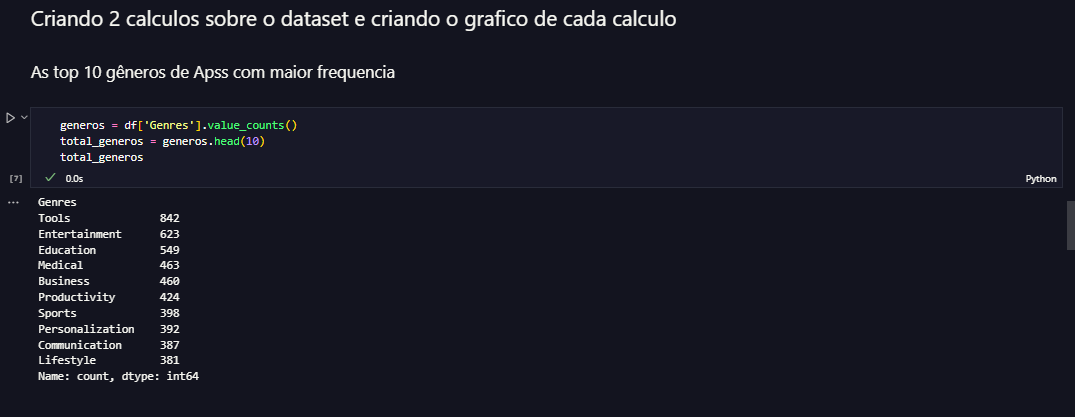 Criando 2 calculos sobre o dataset e criando o grafico de cada calculo
As top 10 gêneros de Apss com maior frequencia
generos = df['Genres'].value_counts()
total_generos = generos.head(10)
total_generos
[7] 0.0s Python
Genres
Tools 842
Entertainment 623
Education 549
Medical 463
Business 460
Productivity 424
Sports 398
Personalization 392
Communication 387
Lifestyle 381
Name: count, dtype: int64